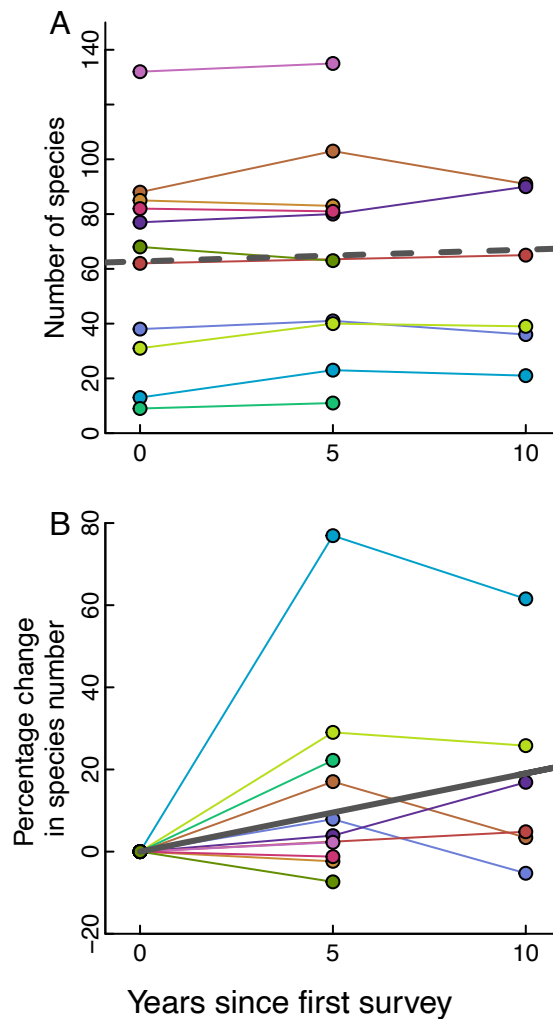 A
Number of species
140
100
80
60
40
20
0
0 5 10
B
Percentage change
in species number
80
60
40
20
0
−20
0 5 10
Years since first survey